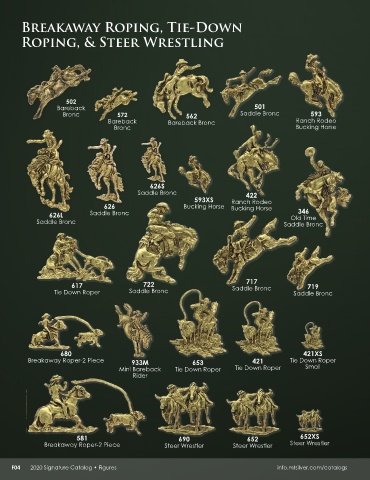 Breakaway Roping, Tie-Down
Roping, & Steer Wrestling
502
Bareback
Bronc
572
Bareback
Bronc
562
Bareback Bronc
501
Saddle Bronc
593
Ranch Rodeo
Bucking Horse
626L
Saddle Bronc
626
Saddle Bronc
626S
Saddle Bronc
593XS
Bucking Horse
422
Ranch Rodeo
Bucking Horse
346
Old Time
Saddle Bronc
617
Tie Down Roper
722
Saddle Bronc
717
Saddle Bronc
719
Saddle Bronc
680
Breakaway Roper-2 Piece
933M
Mini Bareback
Rider
653
Tie Down Roper
421
Tie Down Roper
421XS
Tie Down Roper
Small
581
Breakaway Roper-2 Piece
690
Steer Wrestler
652
Steer Wrestler
652XS
Steer Wrestler
F04 2020 Signature Catalog • Figures info.mtsilver.com/catalogs